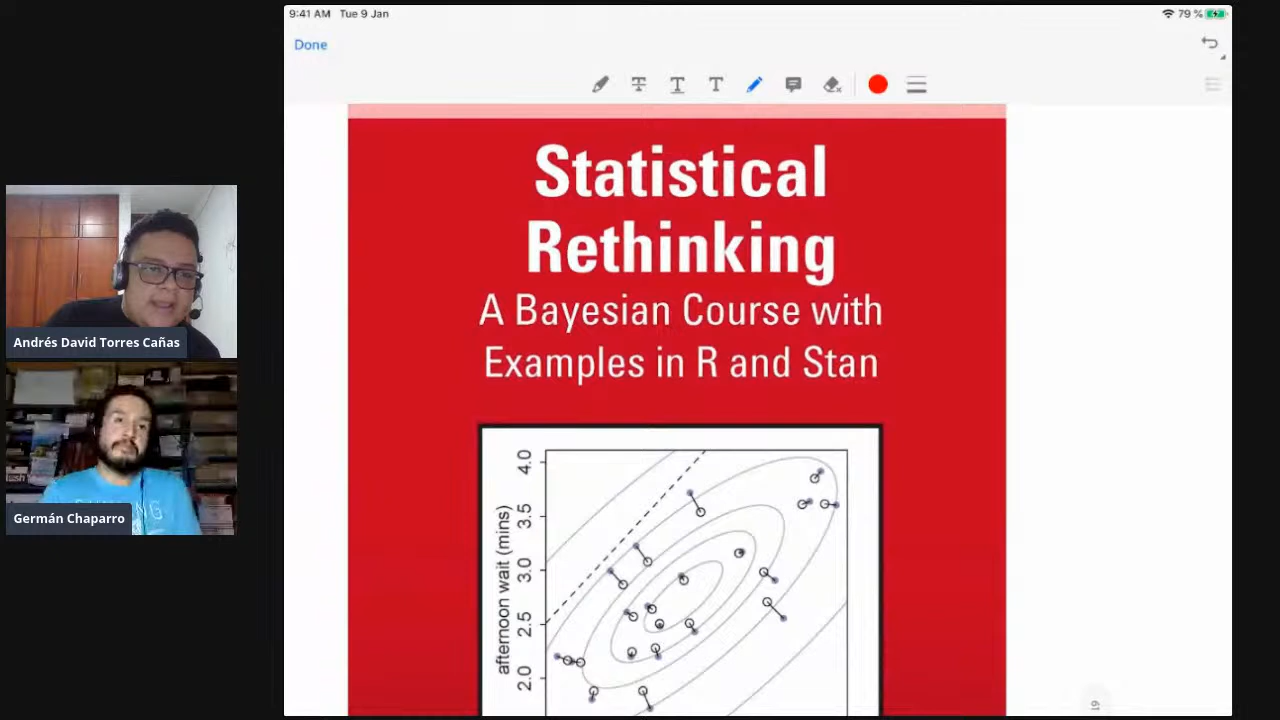 9:41 AM Tue 9 Jan
79 %
Done
T
T
T
Statistical
Rethinking
A Bayesian Course with
Examples in R and Stan
4.0
3.5
3.0
2.5
2.0
afternoon wait (mins)
Andrés David Torres Cañas
Germán Chaparro
19